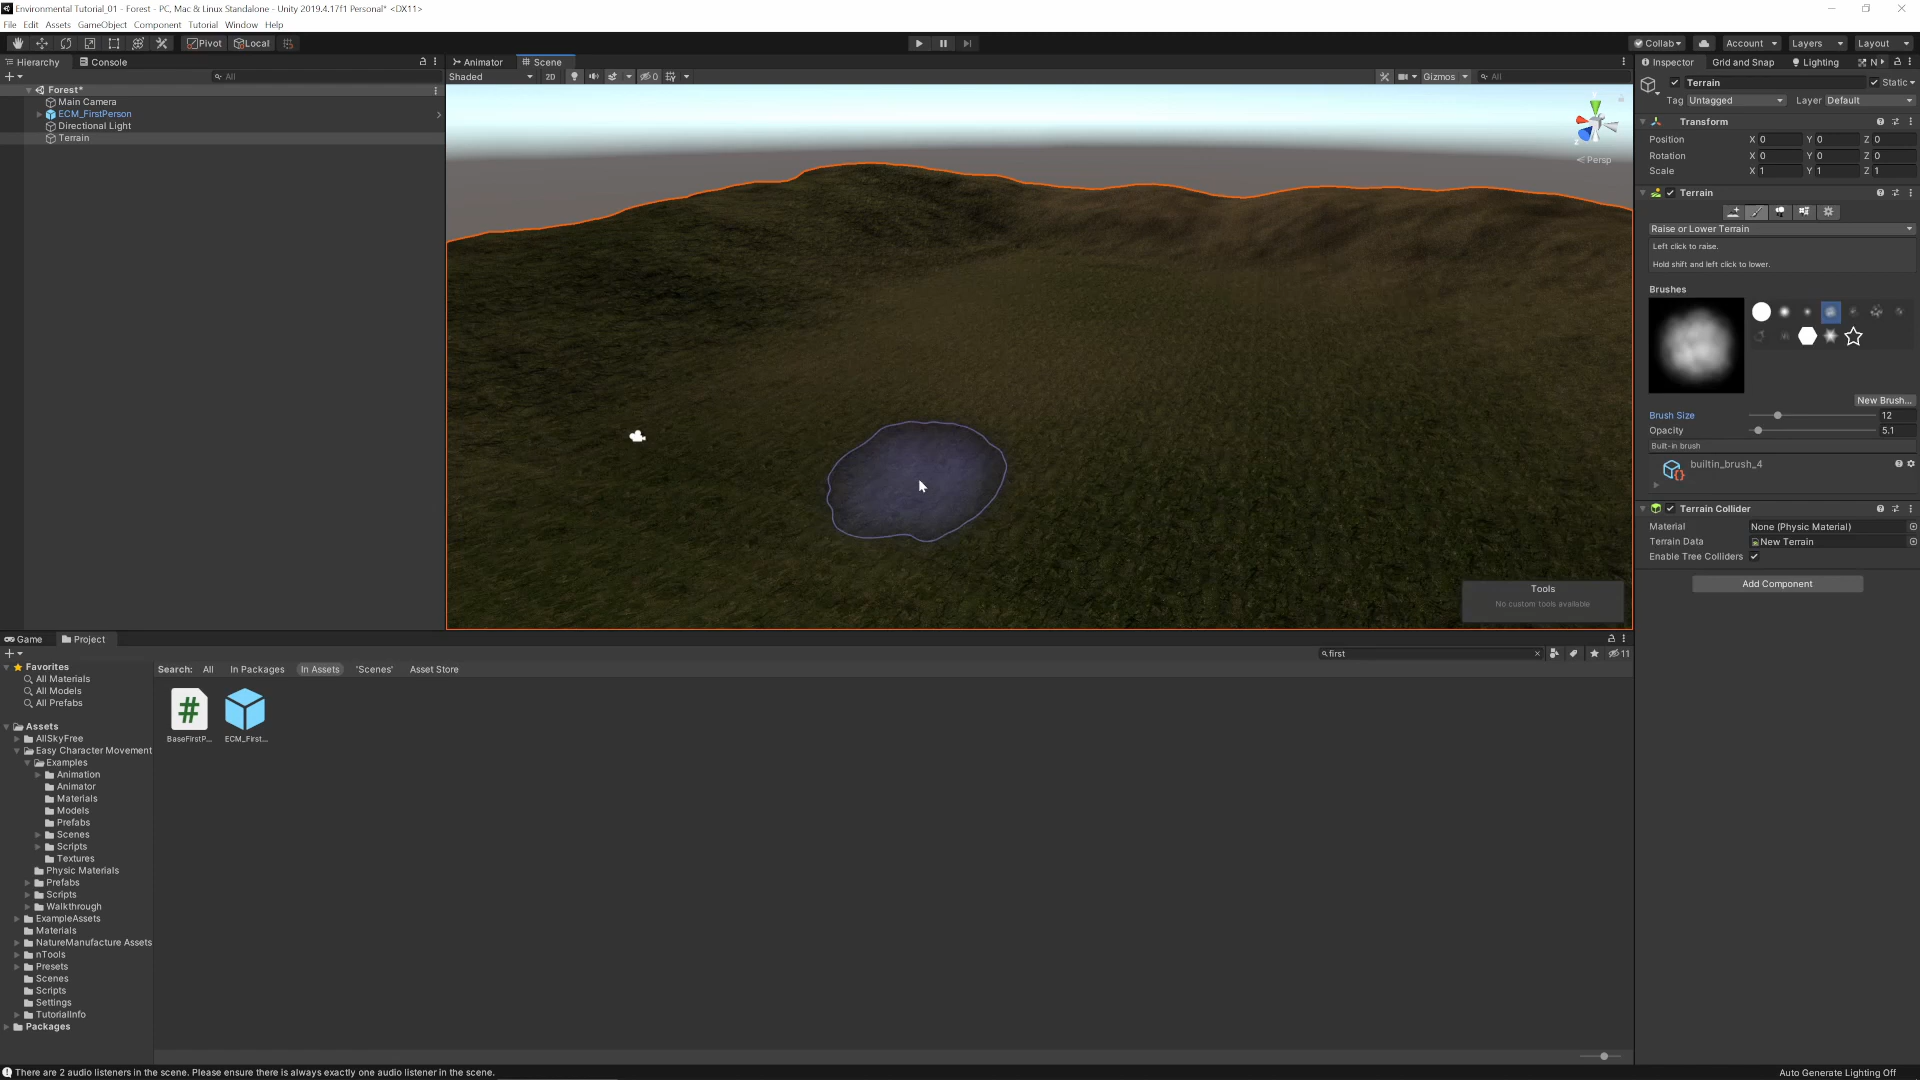 Environmental Tutorial_01 - Forest - PC, Mac & Linux Standalone - Unity 2019.4.17f1 Personal* <DX11>
File Edit Assets GameObject Component Tutorial Window Help
Pivot Local
Collab Account Layers Layout
Hierarchy Console
All
Forest*
Main Camera
ECM_FirstPerson
Directional Light
Terrain
Animator Scene
Shaded 2D 0 Gizmos All
Persp
Tools
No custom tools available
Inspector Grid and Snap Lighting N
Terrain Static
Tag Untagged Layer Default
Transform
Position X 0 Y 0 Z 0
Rotation X 0 Y 0 Z 0
Scale X 1 Y 1 Z 1
Terrain
Raise or Lower Terrain
Left click to raise.
Hold shift and left click to lower.
Brushes
New Brush...
Brush Size 12
Opacity 5.1
Built-in brush
builtin_brush_4
Terrain Collider
Material None (Physic Material)
Terrain Data New Terrain
Enable Tree Colliders
Add Component
Game Project
first 11
Favorites
All Materials
All Models
All Prefabs
Assets
AllSkyFree
Easy Character Movement
Examples
Animation
Animator
Materials
Models
Prefabs
Scenes
Scripts
Textures
Physic Materials
Prefabs
Scripts
Walkthrough
ExampleAssets
Materials
NatureManufacture Assets
nTools
Presets
Scenes
Scripts
Settings
TutorialInfo
Packages
Search: All In Packages In Assets 'Scenes' Asset Store
BaseFirstP... ECM_First...
There are 2 audio listeners in the scene. Please ensure there is always exactly one audio listener in the scene.
Auto Generate Lighting Off